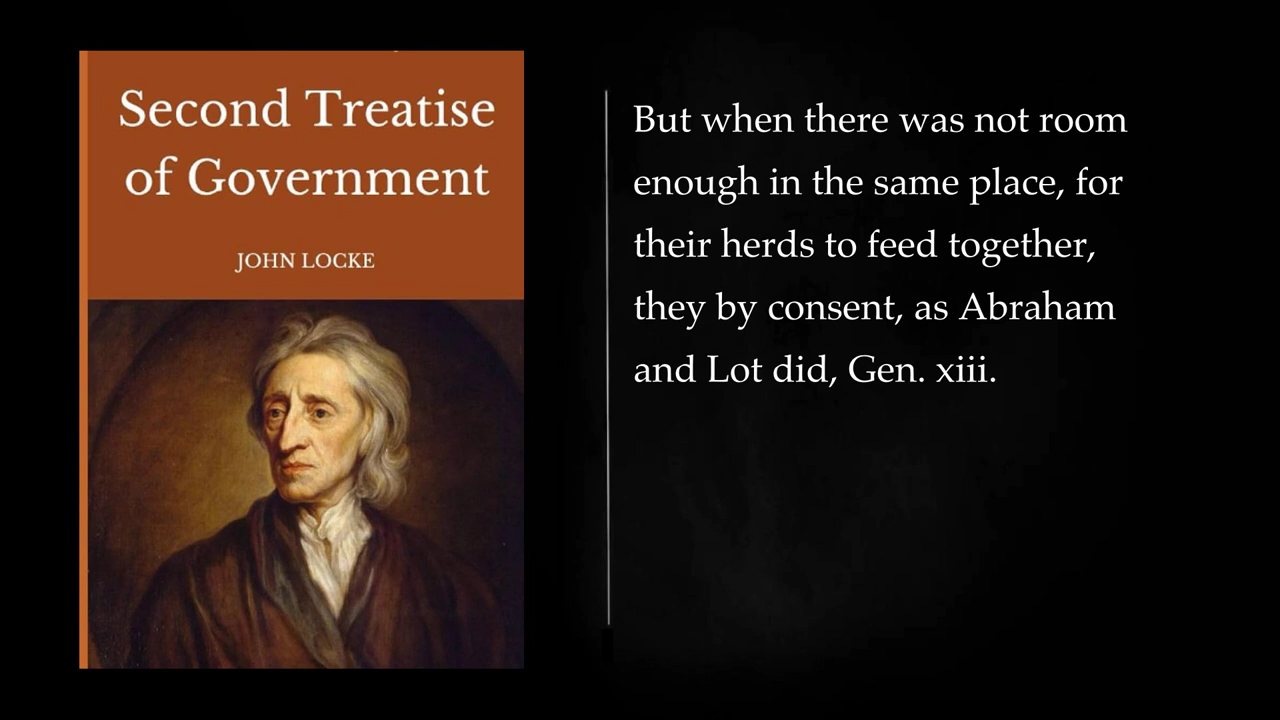 Second Treatise
of Government
JOHN LOCKE
But when there was not room
enough in the same place, for
their herds to feed together,
they by consent, as Abraham
and Lot did, Gen. xiii.